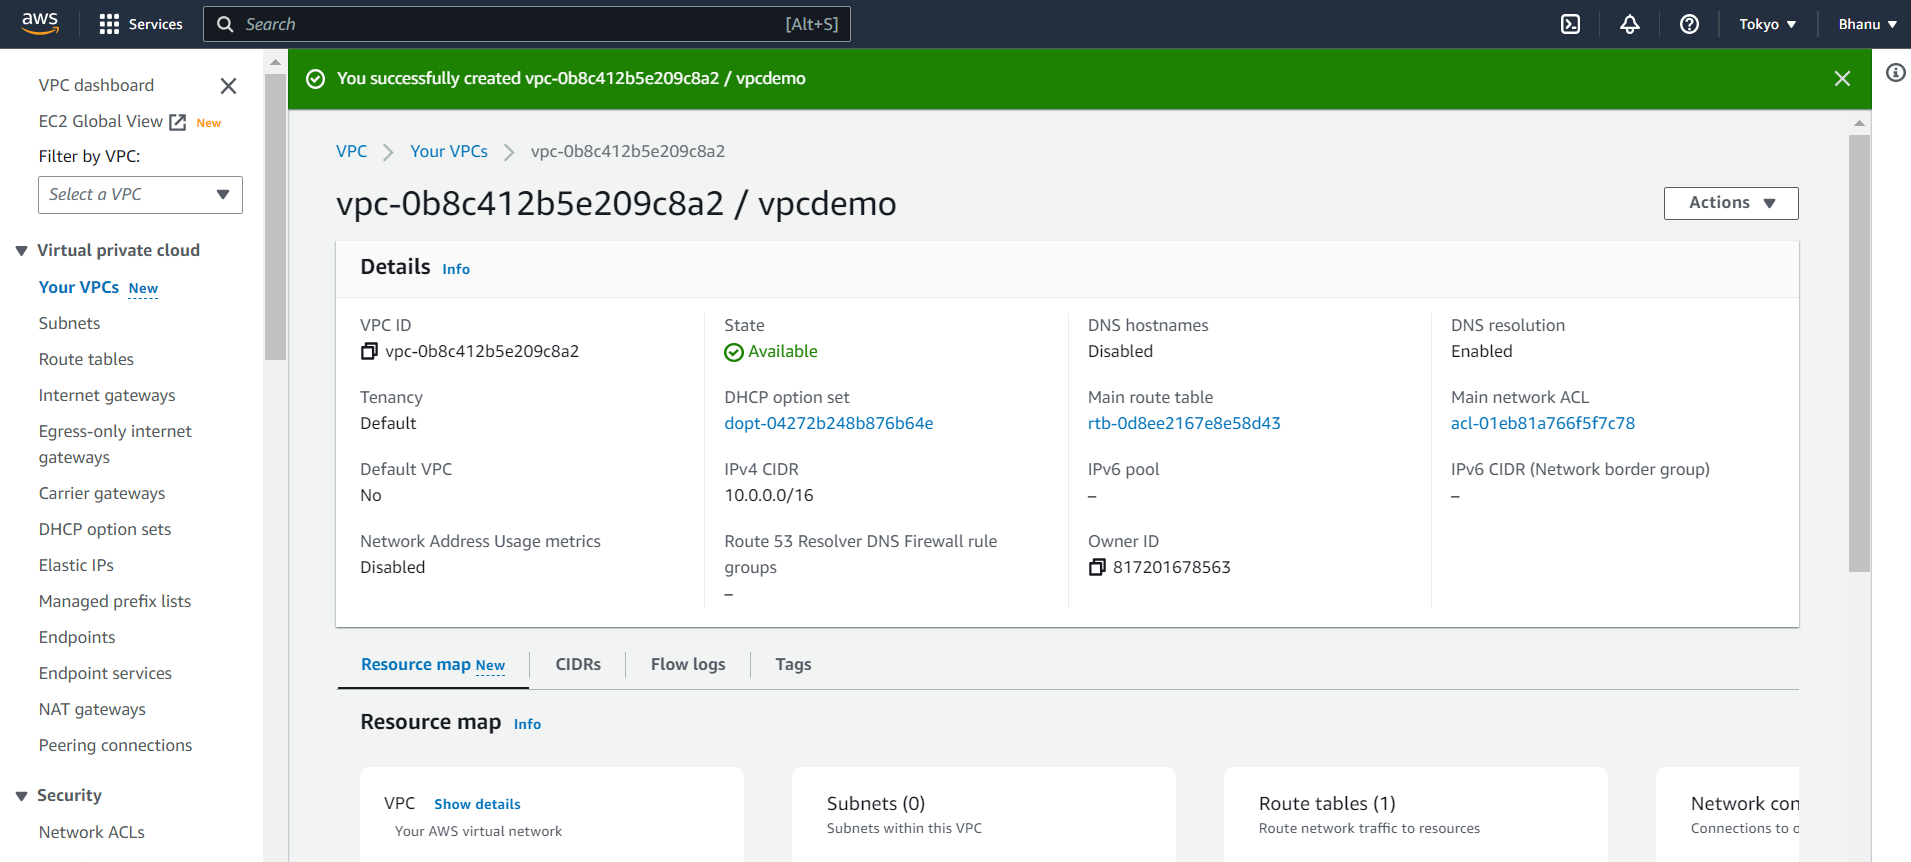 aws
Services
Search
[Alt+S]
Tokyo
Bhanu
VPC dashboard
EC2 Global View New
Filter by VPC:
Select a VPC
Virtual private cloud
Your VPCs New
Subnets
Route tables
Internet gateways
Egress-only internet
gateways
Carrier gateways
DHCP option sets
Elastic IPs
Managed prefix lists
Endpoints
Endpoint services
NAT gateways
Peering connections
Security
Network ACLs
You successfully created vpc-0b8c412b5e209c8a2 / vpcdemo
VPC
Your VPCs
vpc-0b8c412b5e209c8a2
vpc-0b8c412b5e209c8a2 / vpcdemo
Actions
Details Info
VPC ID
vpc-0b8c412b5e209c8a2
State
Available
DNS hostnames
Disabled
DNS resolution
Enabled
Tenancy
Default
DHCP option set
dopt-04272b248b876b64e
Main route table
rtb-0d8ee2167e8e58d43
Main network ACL
acl-01eb81a766f5f7c78
Default VPC
No
IPv4 CIDR
10.0.0.0/16
IPv6 pool
–
IPv6 CIDR (Network border group)
–
Network Address Usage metrics
Disabled
Route 53 Resolver DNS Firewall rule
groups
–
Owner ID
817201678563
Resource map New
CIDRs
Flow logs
Tags
Resource map Info
VPC Show details
Your AWS virtual network
Subnets (0)
Subnets within this VPC
Route tables (1)
Route network traffic to resources
Network con
Connections to o